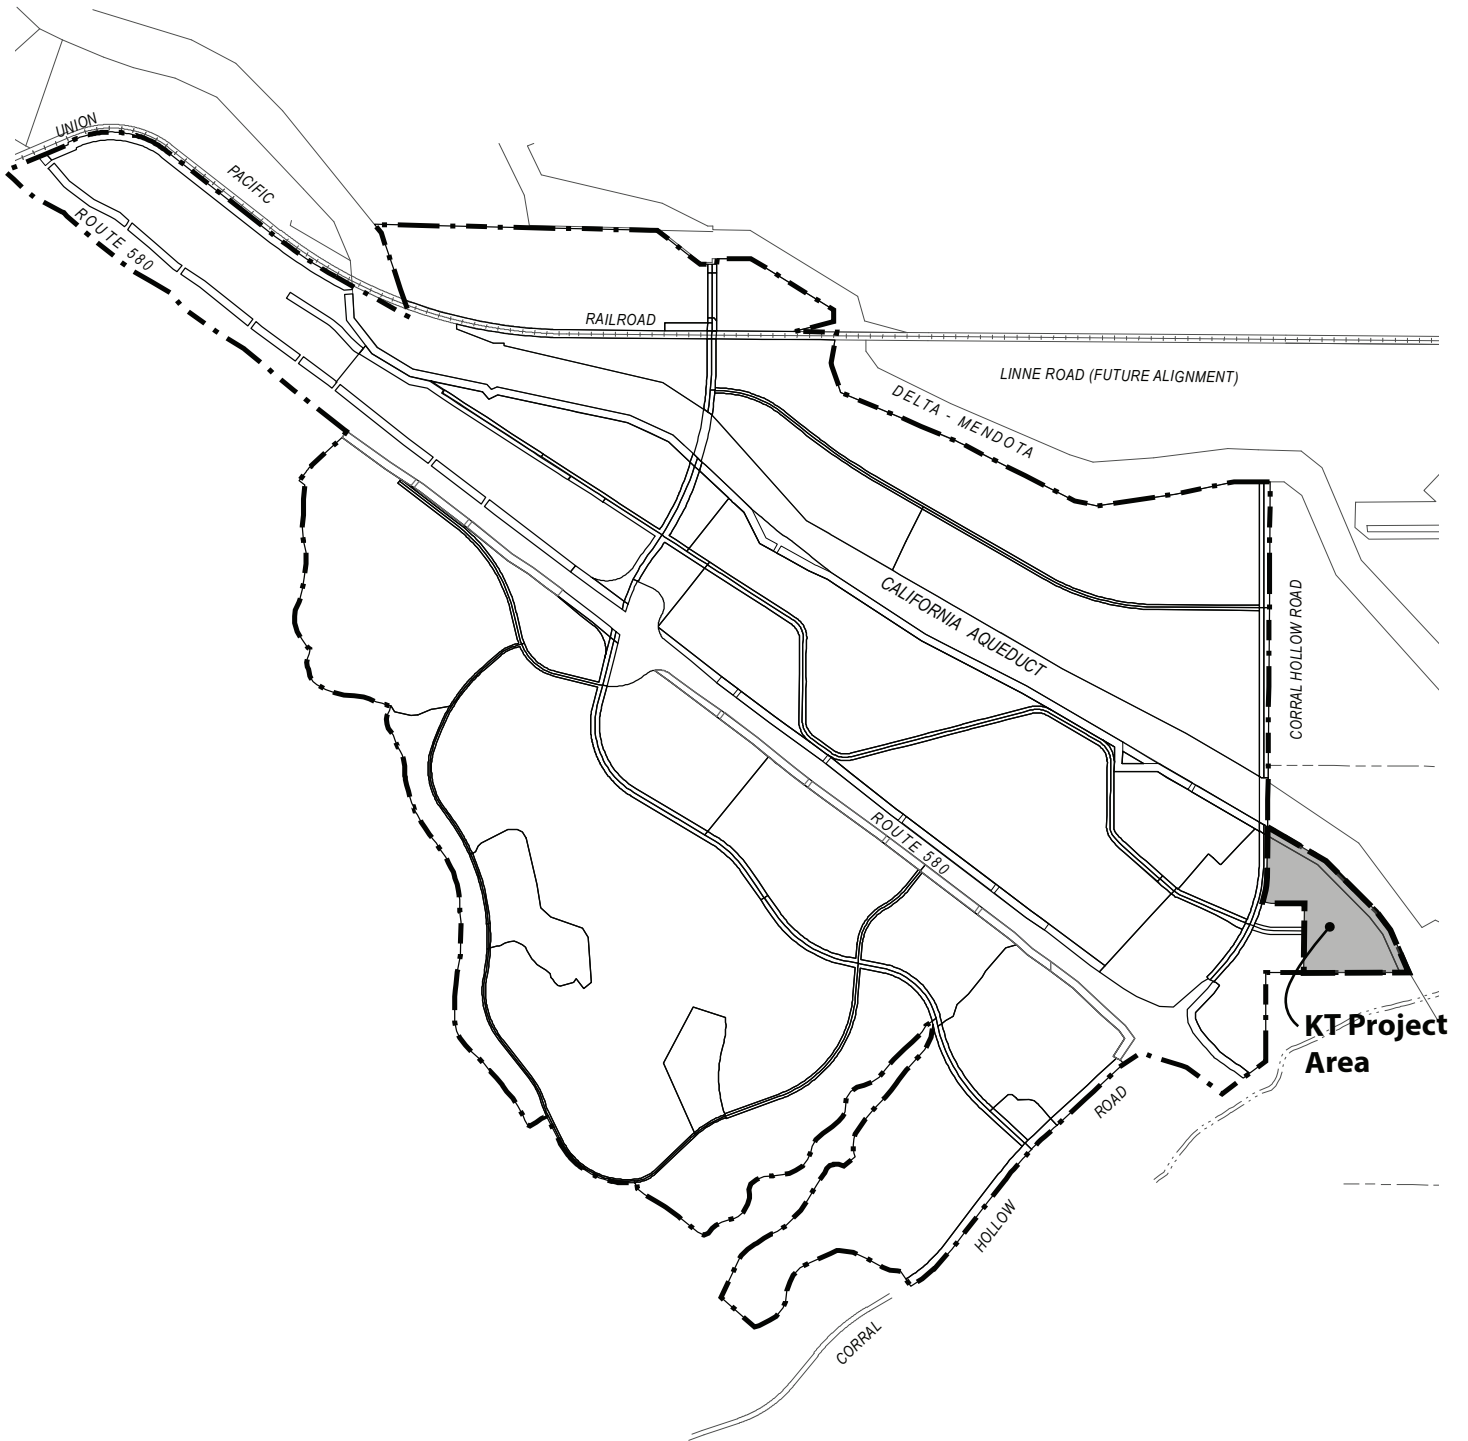 UNION
PACIFIC
ROUTE 580
RAILROAD
LINNE ROAD (FUTURE ALIGNMENT)
DELTA - MENDOTA
CALIFORNIA AQUEDUCT
CORRAL HOLLOW ROAD
ROUTE 580
KT Project
Area
ROAD
HOLLOW
CORRAL